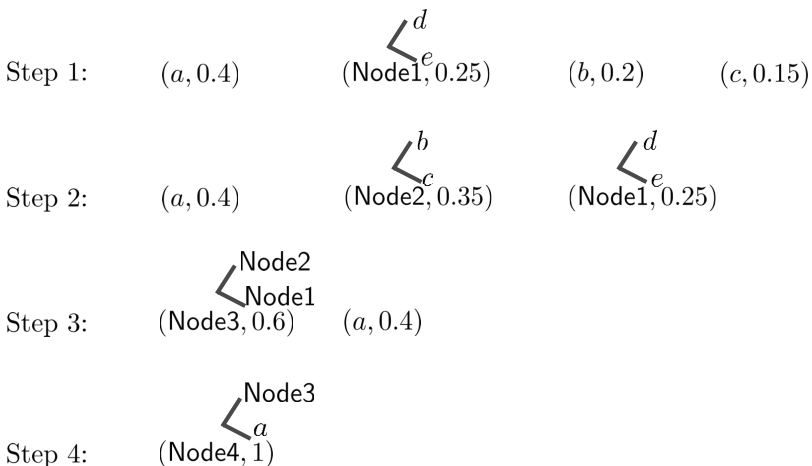 d
e
Step 1: (a, 0.4) (Node1, 0.25) (b, 0.2) (c, 0.15)
b d
c e
Step 2: (a, 0.4) (Node2, 0.35) (Node1, 0.25)
Node2
Node1
Step 3: (Node3, 0.6) (a, 0.4)
Node3
a
Step 4: (Node4, 1)